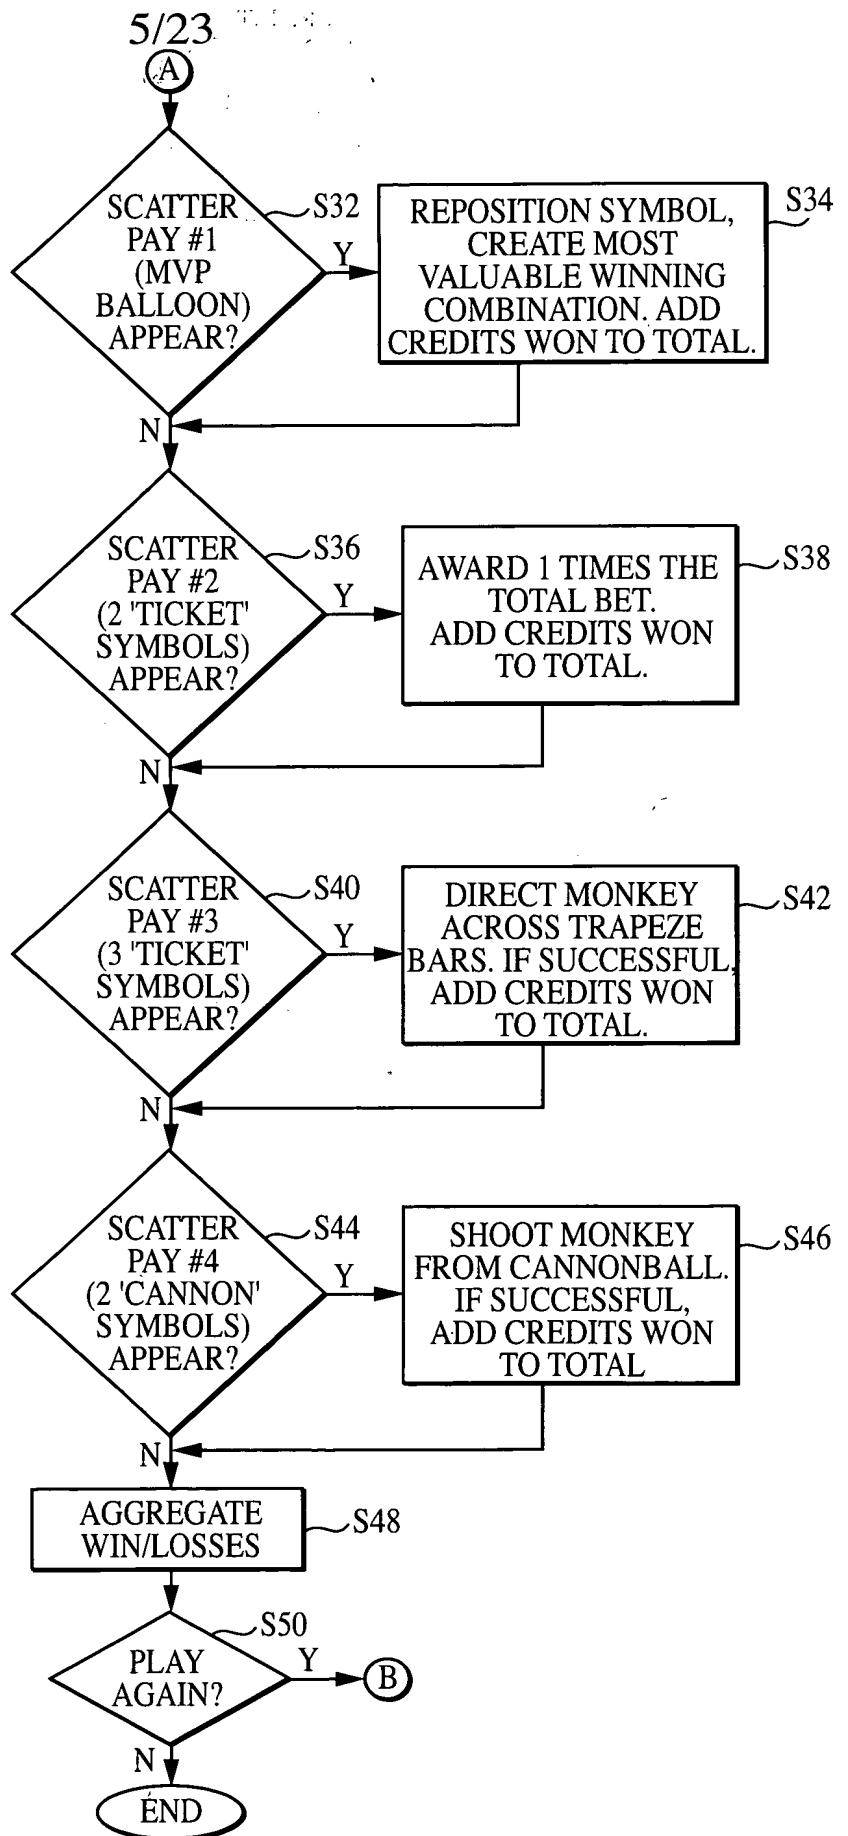 5/23
A
SCATTER
PAY #1
(MVP
BALLOON)
APPEAR?
S32
Y
REPOSITION SYMBOL,
CREATE MOST
VALUABLE WINNING
COMBINATION. ADD
CREDITS WON TO TOTAL.
S34
N
SCATTER
PAY #2
(2 'TICKET'
SYMBOLS)
APPEAR?
S36
Y
AWARD 1 TIMES THE
TOTAL BET.
ADD CREDITS WON
TO TOTAL.
S38
N
SCATTER
PAY #3
(3 'TICKET'
SYMBOLS)
APPEAR?
S40
Y
DIRECT MONKEY
ACROSS TRAPEZE
BARS. IF SUCCESSFUL,
ADD CREDITS WON
TO TOTAL.
S42
N
SCATTER
PAY #4
(2 'CANNON'
SYMBOLS)
APPEAR?
S44
Y
SHOOT MONKEY
FROM CANNONBALL.
IF SUCCESSFUL,
ADD CREDITS WON
TO TOTAL
S46
N
AGGREGATE
WIN/LOSSES
S48
PLAY
AGAIN?
S50
Y
B
N
END